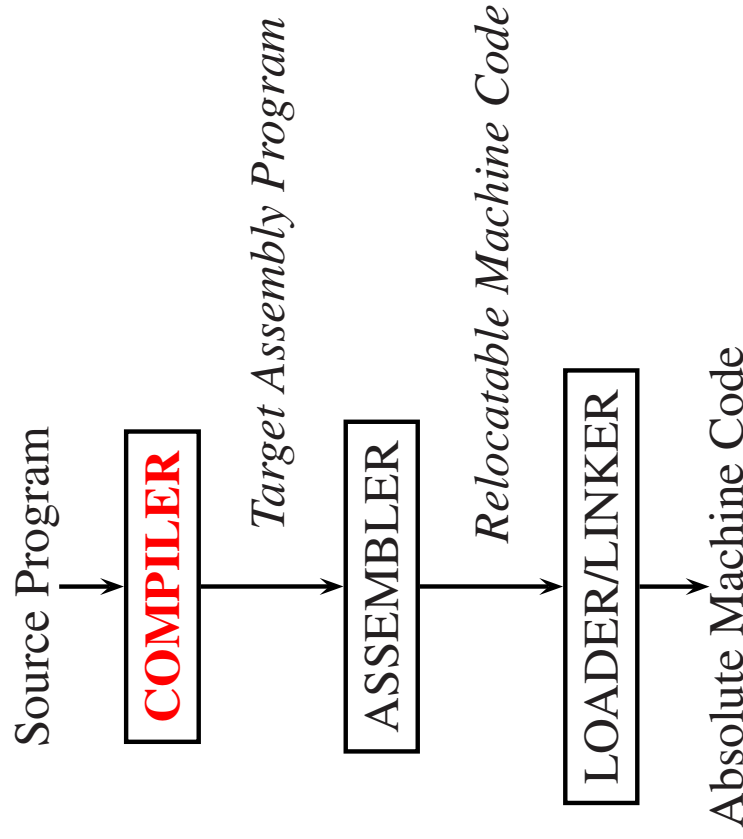 Source Program
COMPILER
Target Assembly Program
ASSEMBLER
Relocatable Machine Code
LOADER/LINKER
Absolute Machine Code